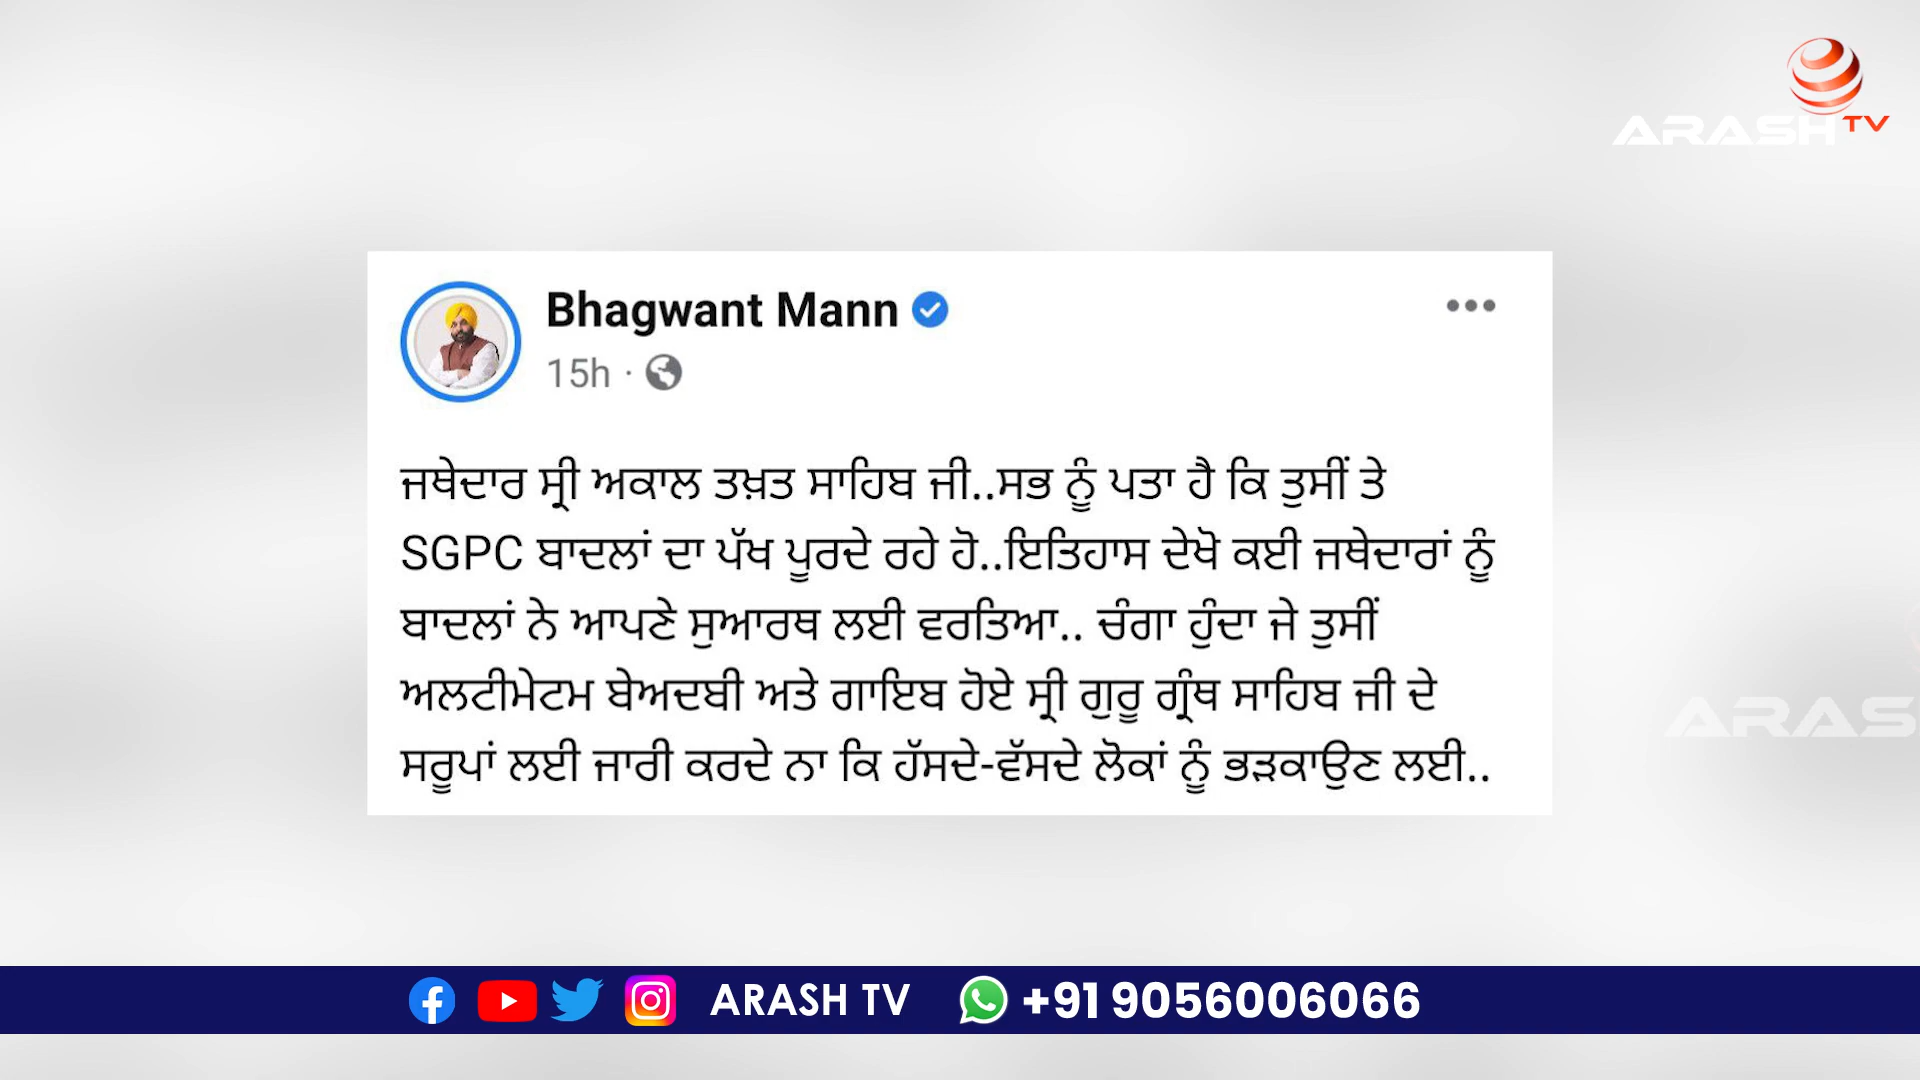 ARASH TV
Bhagwant Mann
15h ·
ਜਥੇਦਾਰ ਸ੍ਰੀ ਅਕਾਲ ਤਖ਼ਤ ਸਾਹਿਬ ਜੀ..ਸਭ ਨੂੰ ਪਤਾ ਹੈ ਕਿ ਤੁਸੀਂ ਤੇ
SGPC ਬਾਦਲਾਂ ਦਾ ਪੱਖ ਪੂਰਦੇ ਰਹੇ ਹੋ..ਇਤਿਹਾਸ ਦੇਖੋ ਕਈ ਜਥੇਦਾਰਾਂ ਨੂੰ
ਬਾਦਲਾਂ ਨੇ ਆਪਣੇ ਸੁਆਰਥ ਲਈ ਵਰਤਿਆ.. ਚੰਗਾ ਹੁੰਦਾ ਜੇ ਤੁਸੀਂ
ਅਲਟੀਮੇਟਮ ਬੇਅਦਬੀ ਅਤੇ ਗਾਇਬ ਹੋਏ ਸ੍ਰੀ ਗੁਰੂ ਗ੍ਰੰਥ ਸਾਹਿਬ ਜੀ ਦੇ
ਸਰੂਪਾਂ ਲਈ ਜਾਰੀ ਕਰਦੇ ਨਾ ਕਿ ਹੱਸਦੇ-ਵੱਸਦੇ ਲੋਕਾਂ ਨੂੰ ਭੜਕਾਉਣ ਲਈ..
ARAS
ARASH TV +91 9056006066